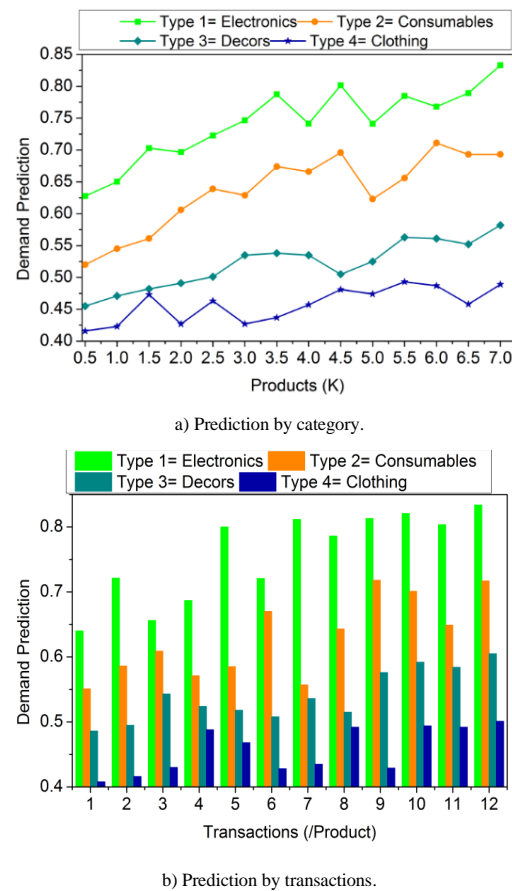 Type 1= Electronics Type 2= Consumables
Type 3= Decors Type 4= Clothing
0.85
0.80
0.75
0.70
0.65
0.60
0.55
0.50
0.45
0.40
Demand Prediction
0.5 1.0 1.5 2.0 2.5 3.0 3.5 4.0 4.5 5.0 5.5 6.0 6.5 7.0
Products (K)
a) Prediction by category.
Type 1= Electronics Type 2= Consumables
Type 3= Decors Type 4= Clothing
0.8
0.7
0.6
0.5
0.4
Demand Prediction
1 2 3 4 5 6 7 8 9 10 11 12
Transactions (/Product)
b) Prediction by transactions.